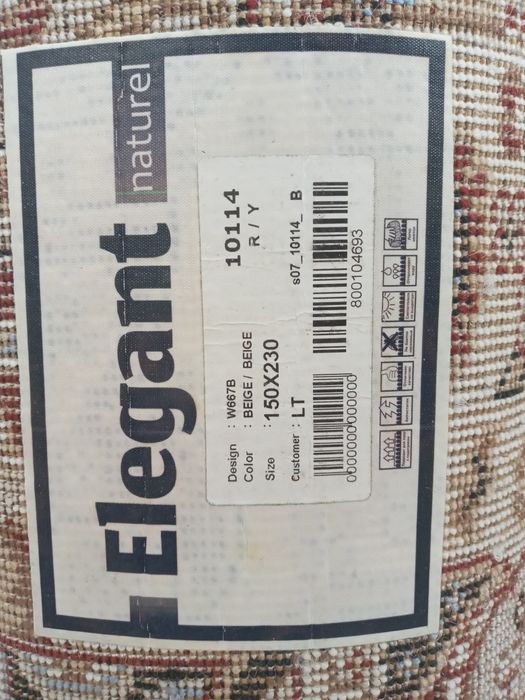 Elegant
naturel
Design : W667B
Color : BEIGE / BEIGE
Size : 150X230
Customer : LT
10114
R / Y
s07_10114_ B
0000000000000
800104693